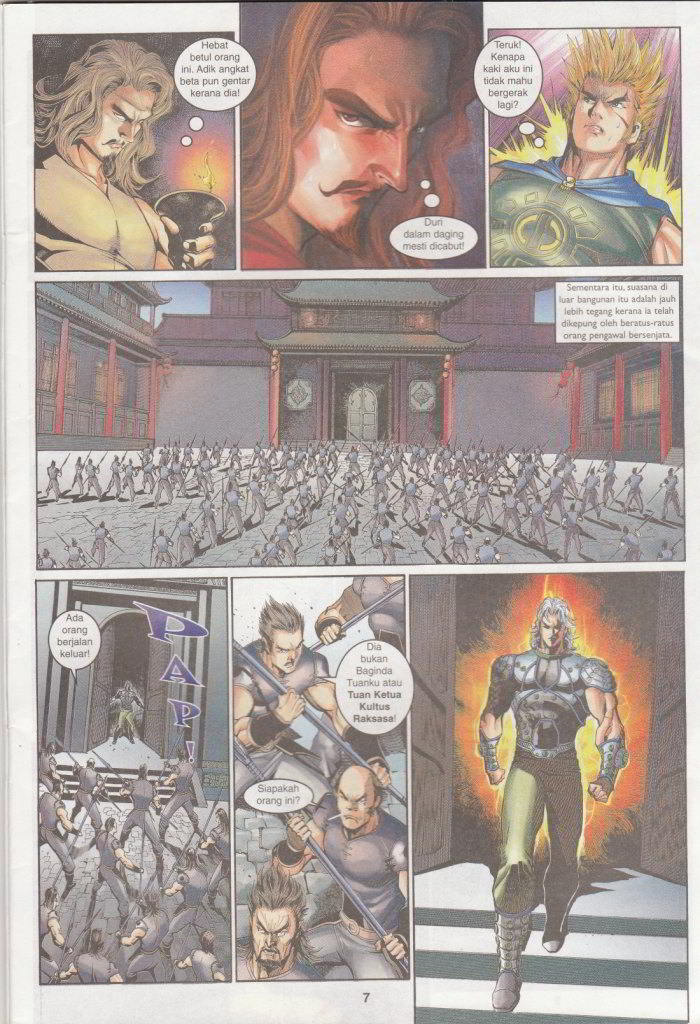 Hebat
betul orang
ini. Adik angkat
beta pun gentar
kerana dia!
Duri
dalam daging
mesti dicabut!
Teruk!
Kenapa
kaki aku ini
tidak mahu
bergerak
lagi?
Sementara itu, suasana di
luar bangunan itu adalah jauh
lebih tegang kerana ia telah
dikepung oleh beratus-ratus
orang pengawal bersenjata.
Ada
orang
berjalan
keluar!
PAP!
Dia
bukan
Baginda
Tuanku atau
Tuan Ketua
Kultus
Raksasa!
Siapakah
orang ini?
7